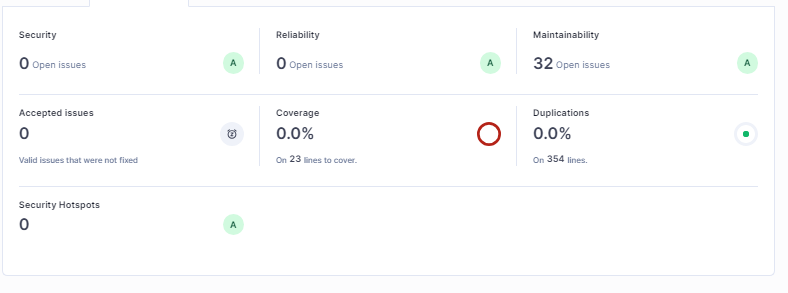 Security
0 Open issues
A
Reliability
0 Open issues
A
Maintainability
32 Open issues
A
Accepted issues
0
Valid issues that were not fixed
Coverage
0.0%
On 23 lines to cover.
Duplications
0.0%
On 354 lines.
Security Hotspots
0
A